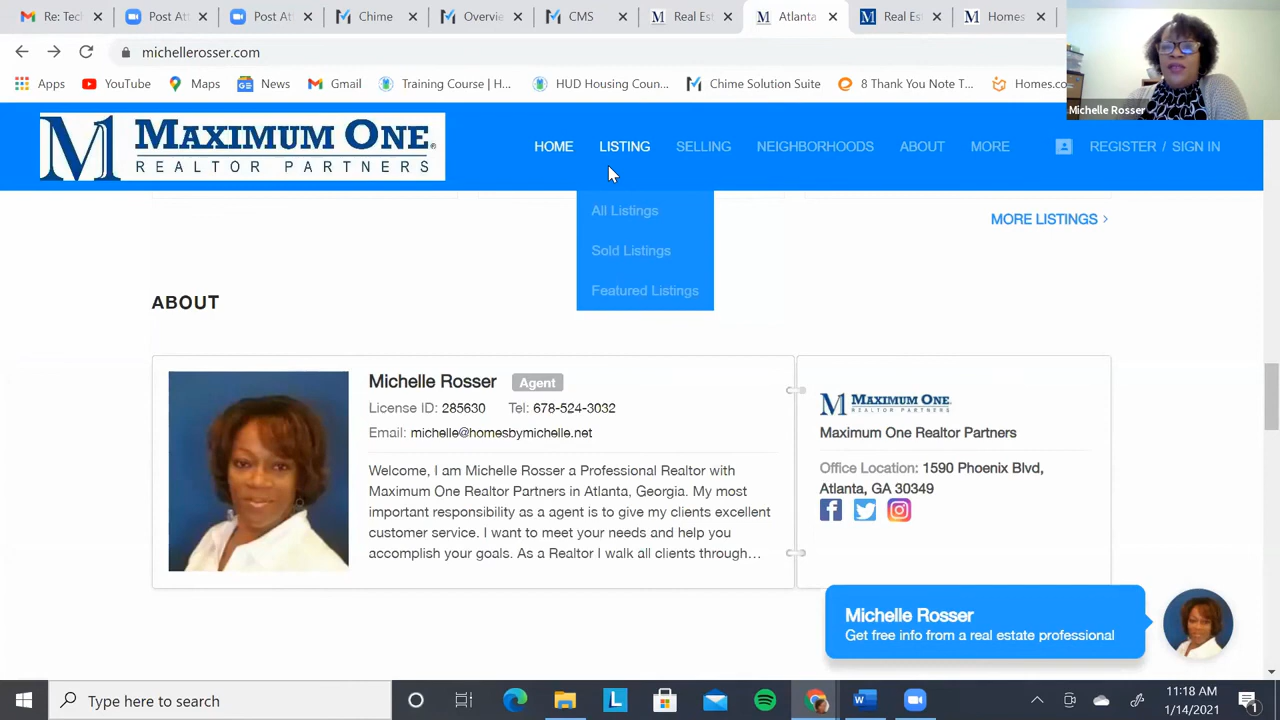 Re: Tec
Post Att
Post Att
Chime
Overvie
CMS
Real Est
Atlanta
Real Est
Homes
michellerosser.com
Apps
YouTube
Maps
News
Gmail
Training Course | H...
HUD Housing Coun...
Chime Solution Suite
8 Thank You Note T...
Homes.co
Michelle Rosser
M MAXIMUM ONE®
REALTOR PARTNERS
HOME
LISTING
SELLING
NEIGHBORHOODS
ABOUT
MORE
REGISTER / SIGN IN
All Listings
Sold Listings
Featured Listings
MORE LISTINGS >
ABOUT
Michelle Rosser Agent
License ID: 285630 Tel: 678-524-3032
Email: michelle@homesbymichelle.net
Welcome, I am Michelle Rosser a Professional Realtor with
Maximum One Realtor Partners in Atlanta, Georgia. My most
important responsibility as a agent is to give my clients excellent
customer service. I want to meet your needs and help you
accomplish your goals. As a Realtor I walk all clients through...
M MAXIMUM ONE
REALTOR PARTNERS
Maximum One Realtor Partners
Office Location: 1590 Phoenix Blvd,
Atlanta, GA 30349
Michelle Rosser
Get free info from a real estate professional
Type here to search
11:18 AM
1/14/2021